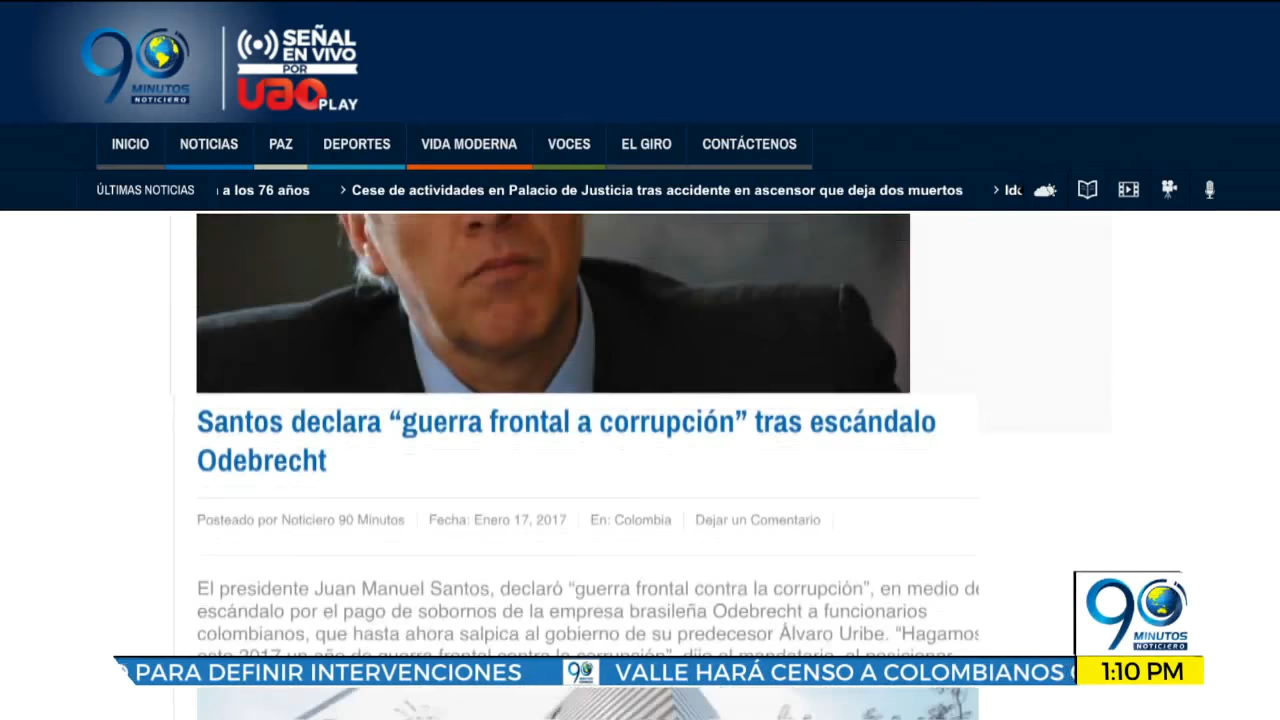 90
MINUTOS
NOTICIERO
SEÑAL
EN VIVO
POR
UAO PLAY
INICIO NOTICIAS PAZ DEPORTES VIDA MODERNA VOCES EL GIRO CONTÁCTENOS
ÚLTIMAS NOTICIAS a los 76 años > Cese de actividades en Palacio de Justicia tras accidente en ascensor que deja dos muertos >
Santos declara “guerra frontal a corrupción” tras escándalo
Odebrecht
Posteado por Noticiero 90 Minutos Fecha: Enero 17, 2017 En: Colombia Dejar un Comentario
El presidente Juan Manuel Santos, declaró “guerra frontal contra la corrupción”, en medio de
escándalo por el pago de sobornos de la empresa brasileña Odebrecht a funcionarios
colombianos, que hasta ahora salpica al gobierno de su predecesor Álvaro Uribe. “Hagamos
90
MINUTOS
NOTICIERO
PARA DEFINIR INTERVENCIONES 90 VALLE HARÁ CENSO A COLOMBIANOS 1:10 PM